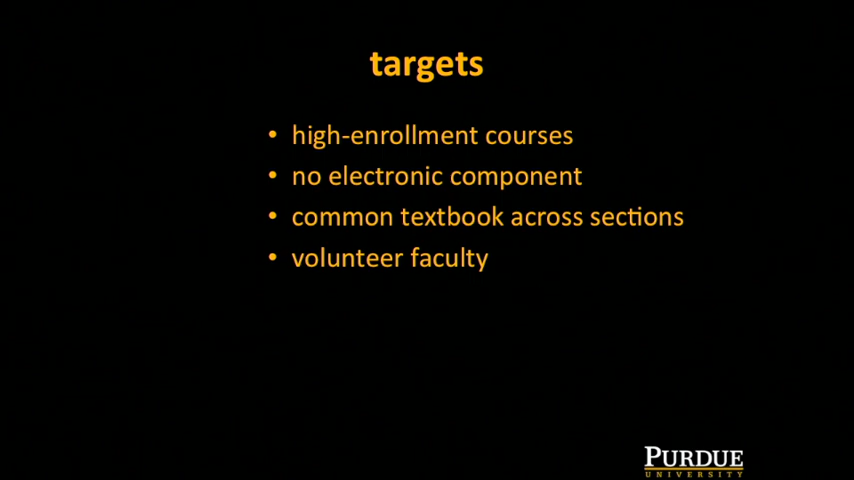 targets
• high-enrollment courses
• no electronic component
• common textbook across sections
• volunteer faculty
PURDUE
UNIVERSITY